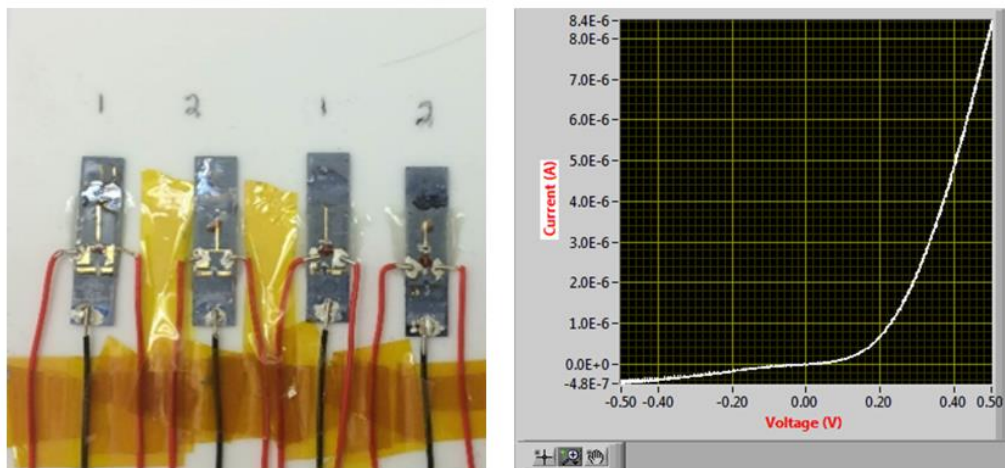 1 2 1 2
8.4E-6
8.0E-6
7.0E-6
6.0E-6
5.0E-6
4.0E-6
3.0E-6
2.0E-6
1.0E-6
0.0E+0
-4.8E-7
Current (A)
-0.50 -0.40 -0.20 0.00 0.20 0.40 0.50
Voltage (V)